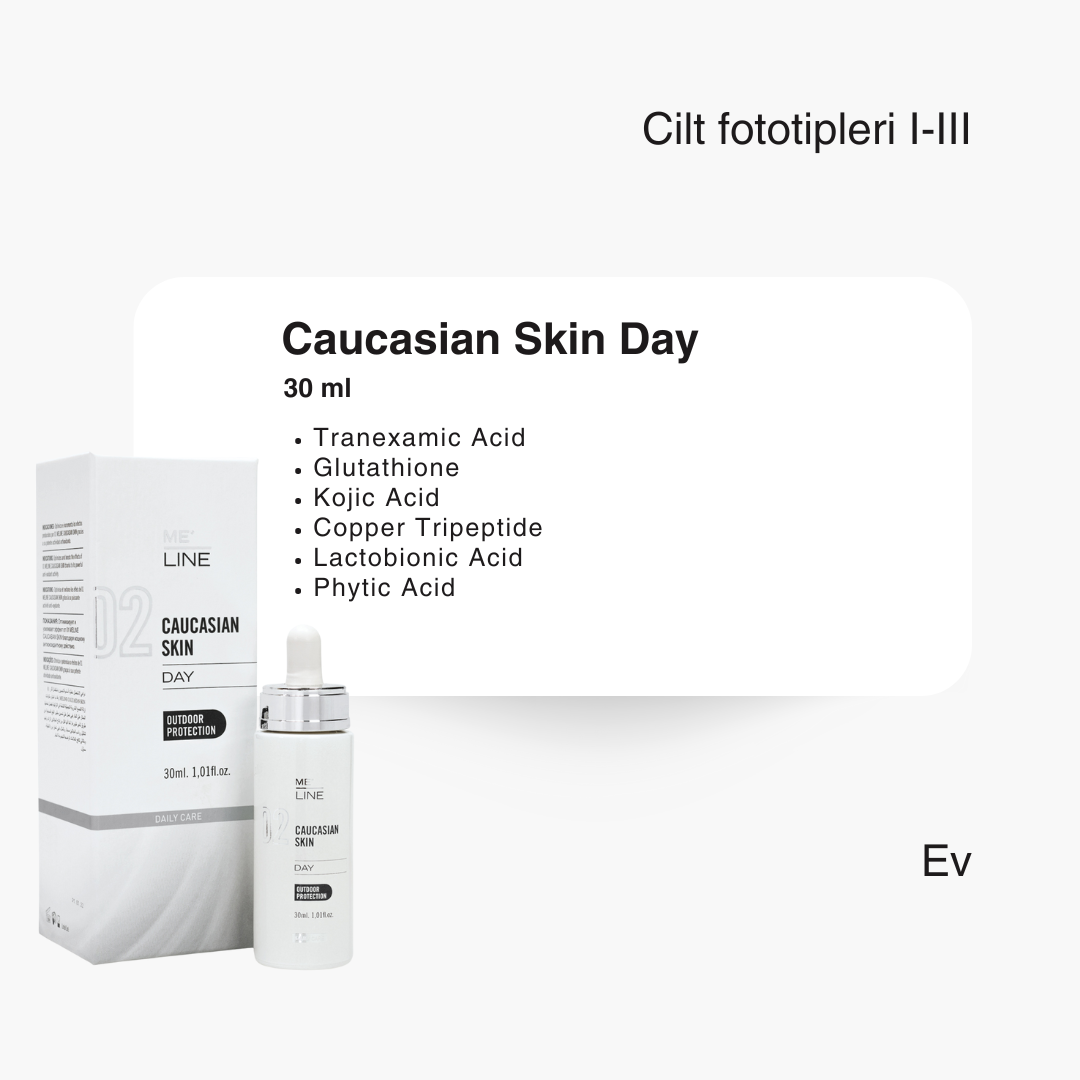 Cilt fototipleri I-III
Caucasian Skin Day
30 ml
• Tranexamic Acid
• Glutathione
• Kojic Acid
• Copper Tripeptide
• Lactobionic Acid
• Phytic Acid
ME'
LINE
02
CAUCASIAN
SKIN
DAY
OUTDOOR
PROTECTION
30ml. 1,01fl.oz.
DAILY CARE
ME'
LINE
02
CAUCASIAN
SKIN
DAY
OUTDOOR
PROTECTION
30ml. 1,01fl.oz.
Ev